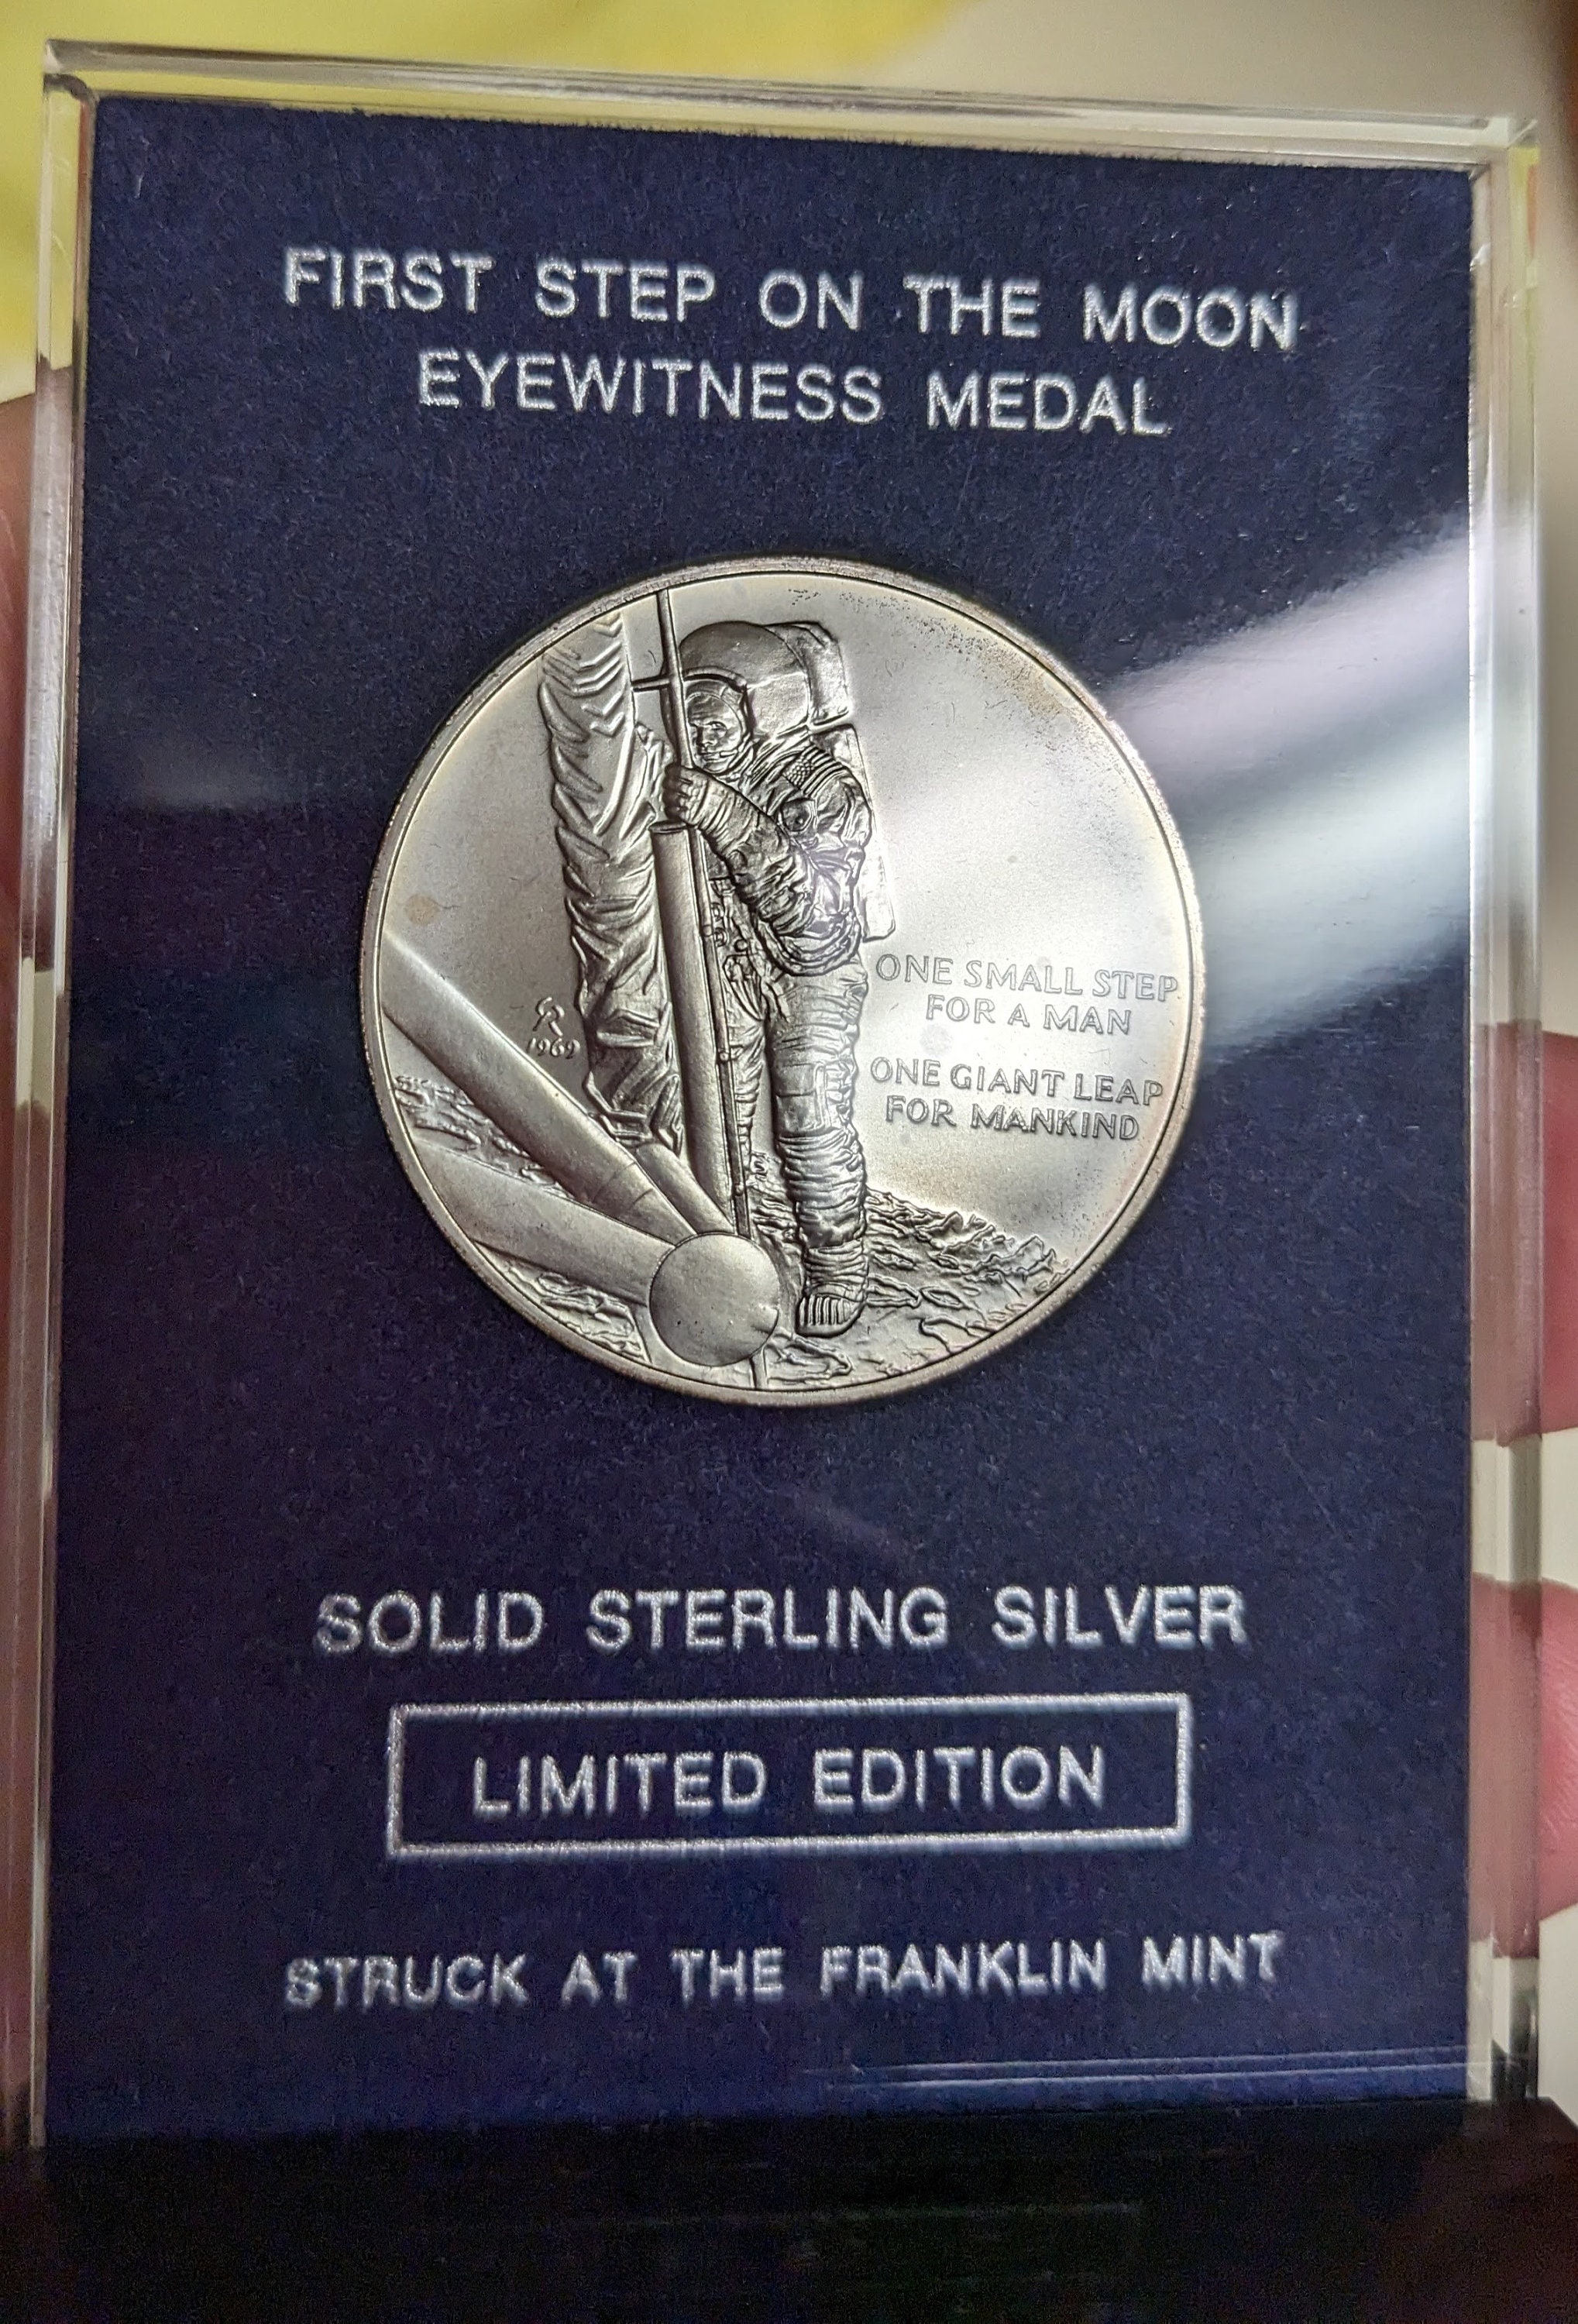 FIRST STEP ON THE MOON
EYEWITNESS MEDAL
1969
ONE SMALL STEP
FOR A MAN
ONE GIANT LEAP
FOR MANKIND
SOLID STERLING SILVER
LIMITED EDITION
STRUCK AT THE FRANKLIN MINT